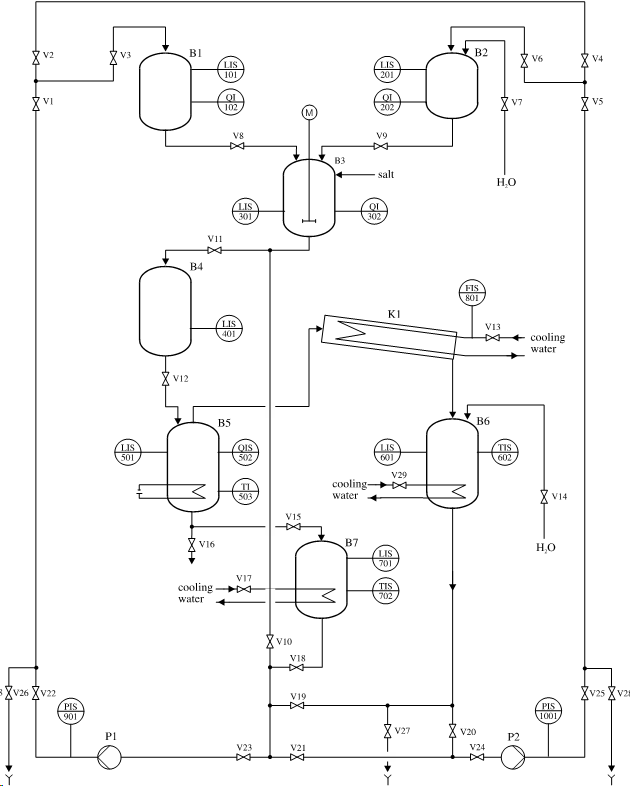 V2
V3
B1
LIS
101
QI
102
V1
LIS
201
QI
202
B2
V6
V4
V7
V5
H₂O
V8
M
V9
B3
salt
LIS
301
QI
302
V11
B4
LIS
401
FIS
801
K1
V13
cooling
water
V12
B5
LIS
501
QIS
502
TI
503
B6
LIS
601
TIS
602
V29
cooling
water
V14
H₂O
V15
V16
B7
LIS
701
TIS
702
V17
cooling
water
V10
V18
V26
V22
PIS
901
P1
V23
V19
V21
V27
V20
V24
P2
PIS
1001
V25
V28